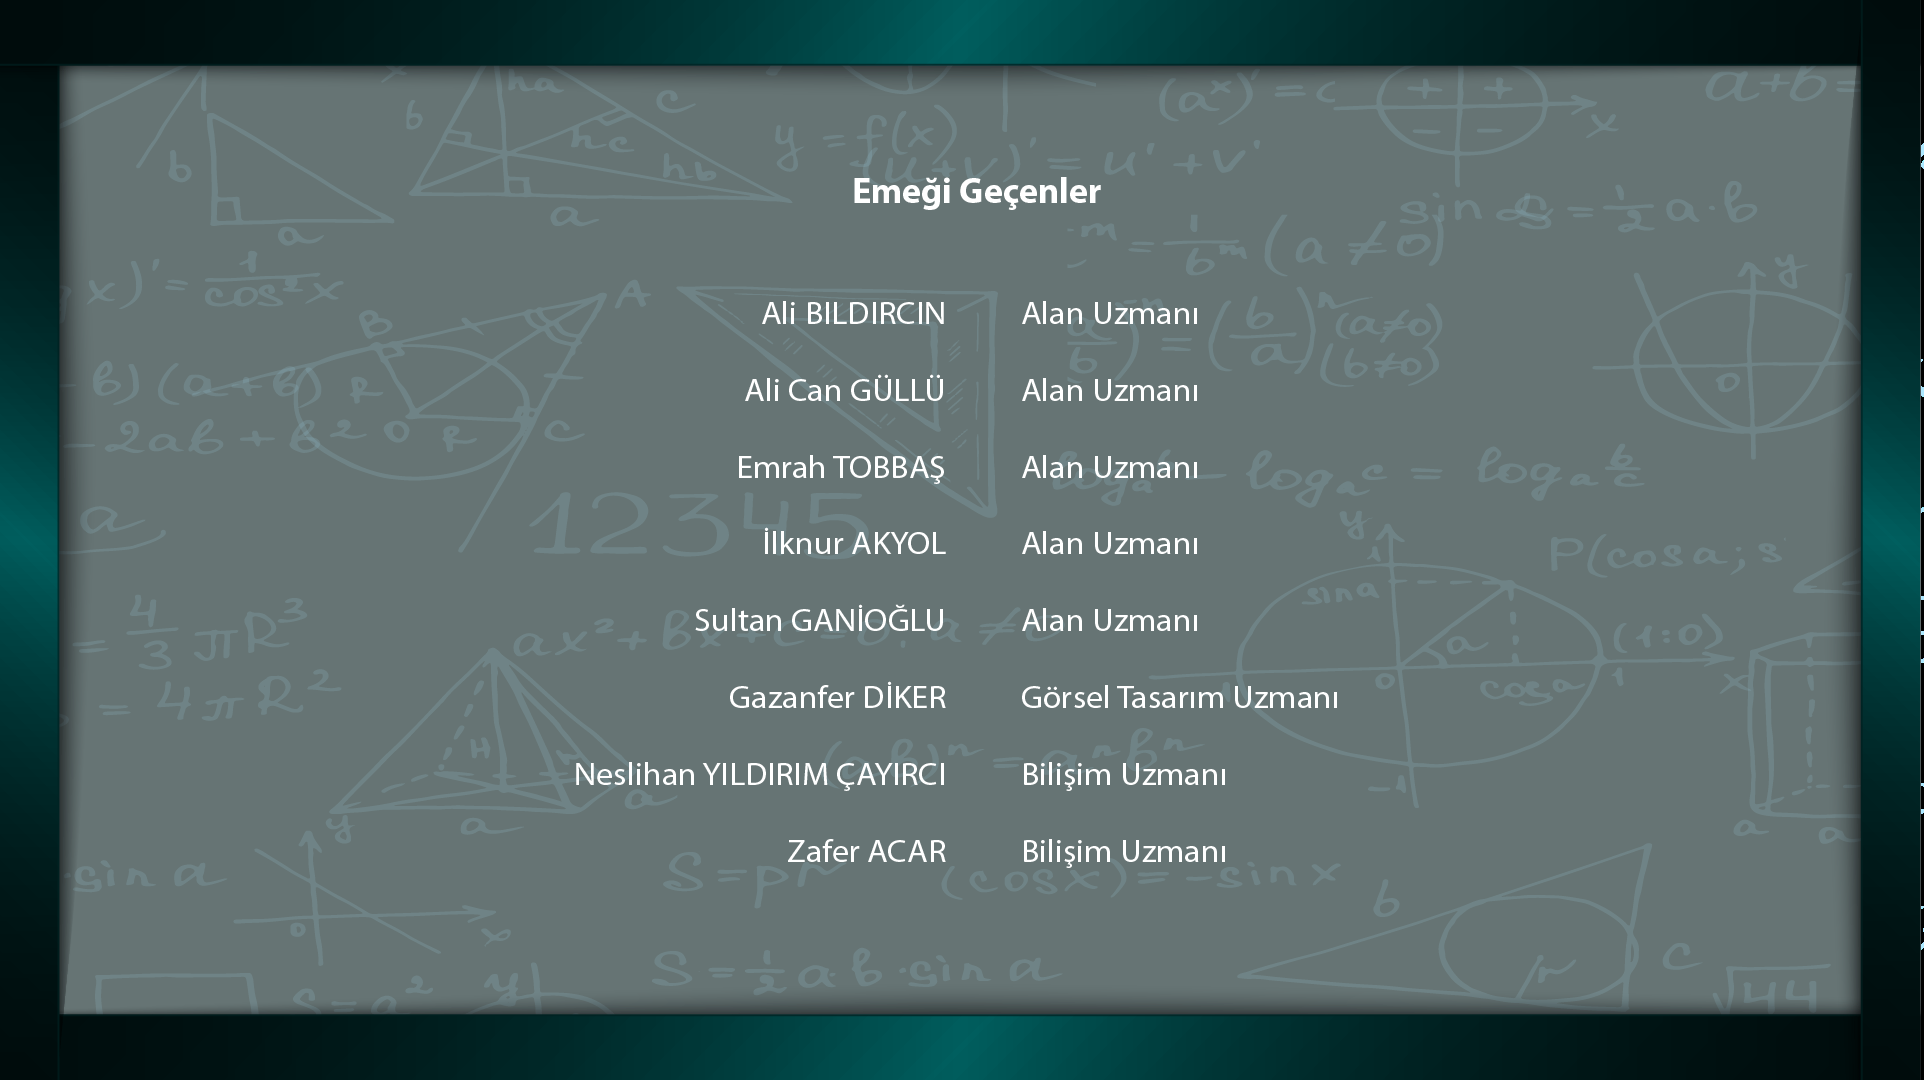 Emeği Geçenler
Ali BILDIRCIN Alan Uzmanı
Ali Can GÜLLÜ Alan Uzmanı
Emrah TOBBAŞ Alan Uzmanı
İlknur AKYOL Alan Uzmanı
Sultan GANİOĞLU Alan Uzmanı
Gazanfer DİKER Görsel Tasarım Uzmanı
Neslihan YILDIRIM ÇAYIRCI Bilişim Uzmanı
Zafer ACAR Bilişim Uzmanı